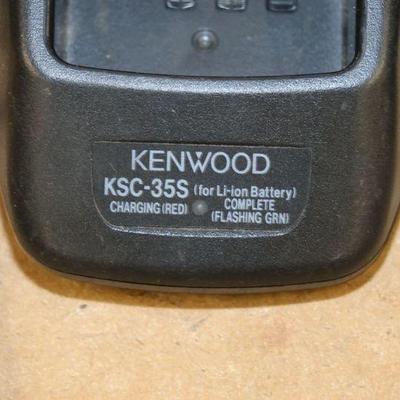 KENWOOD
KSC-35S (for Li-ion Battery)
CHARGING (RED) COMPLETE
(FLASHING GRN)